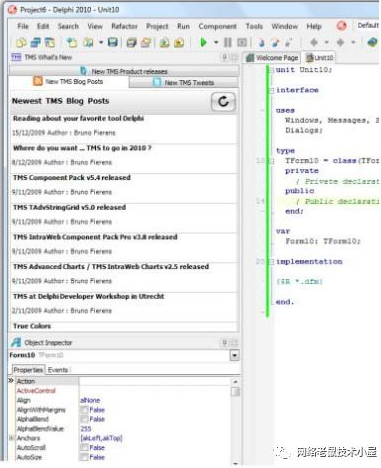 Project6 - Delphi 2010 - Unit10
File Edit Search View Refactor Project Run Component Tools Window Help Default
TMS What's New
Welcome Page Unit10
New TMS Product releases
New TMS Blog Posts New TMS Tweets
Newest TMS Blog Posts
Reading about your favorite tool Delphi
15/12/2009 Author : Bruno Fierens
Where do you want ... TMS to go in 2010 ?
8/12/2009 Author : Bruno Fierens
TMS Component Pack v5.4 released
9/11/2009 Author : Bruno Fierens
TMS TAdvStringGrid v5.0 released
9/11/2009 Author : Bruno Fierens
TMS IntraWeb Component Pack Pro v3.8 released
9/11/2009 Author : Bruno Fierens
TMS Advanced Charts / TMS IntraWeb Charts v2.5 released
9/11/2009 Author : Bruno Fierens
TMS at Delphi Developer Workshop in Utrecht
2/11/2009 Author : Bruno Fierens
True Colors
Object Inspector
Form10 TForm10
Properties Events
Action
ActiveControl
Align alNone
AlignWithMargins False
AlphaBlend False
AlphaBlendValue 255
Anchors [akLeft,akTop]
AutoScroll False
AutoSize False
unit Unit10;
interface
uses
Windows, Messages, S
Dialogs;
type
10 TForm10 = class(TFor
private
{ Private declarat
public
{ Public declarati
end;
var
Form10: TForm10;
20 implementation
{$R *.dfm}
end.
网络老鼠技术小屋